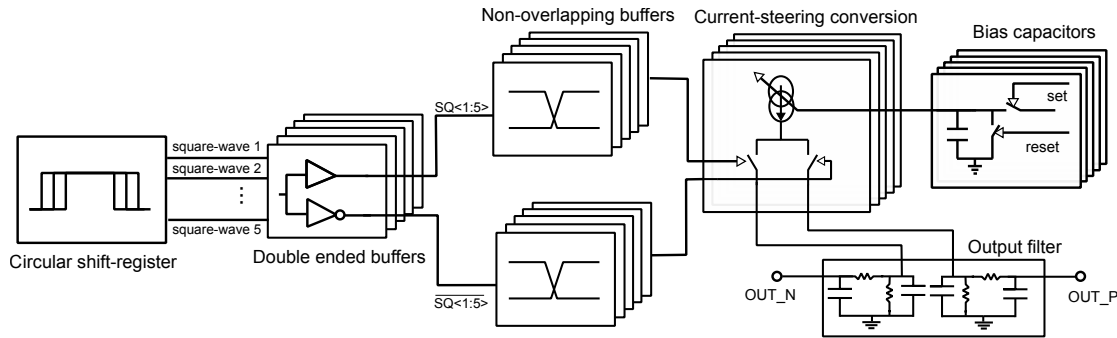 Non-overlapping buffers
Current-steering conversion
Bias capacitors
SQ<1:5>
set
reset
square-wave 1
square-wave 2
⋮
square-wave 5
Circular shift-register
Double ended buffers
SQ<1:5>
Output filter
OUT_N
OUT_P